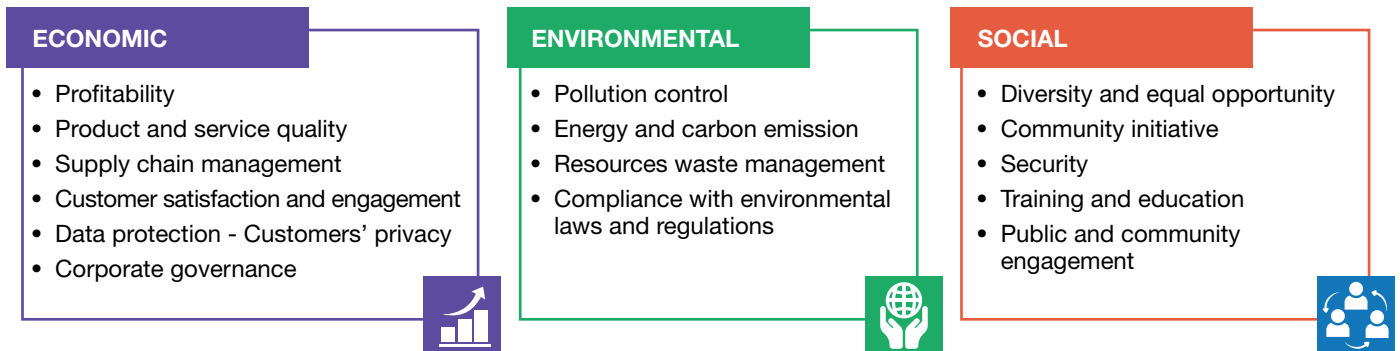 ECONOMIC
• Profitability
• Product and service quality
• Supply chain management
• Customer satisfaction and engagement
• Data protection - Customers’ privacy
• Corporate governance
ENVIRONMENTAL
• Pollution control
• Energy and carbon emission
• Resources waste management
• Compliance with environmental
laws and regulations
SOCIAL
• Diversity and equal opportunity
• Community initiative
• Security
• Training and education
• Public and community
engagement